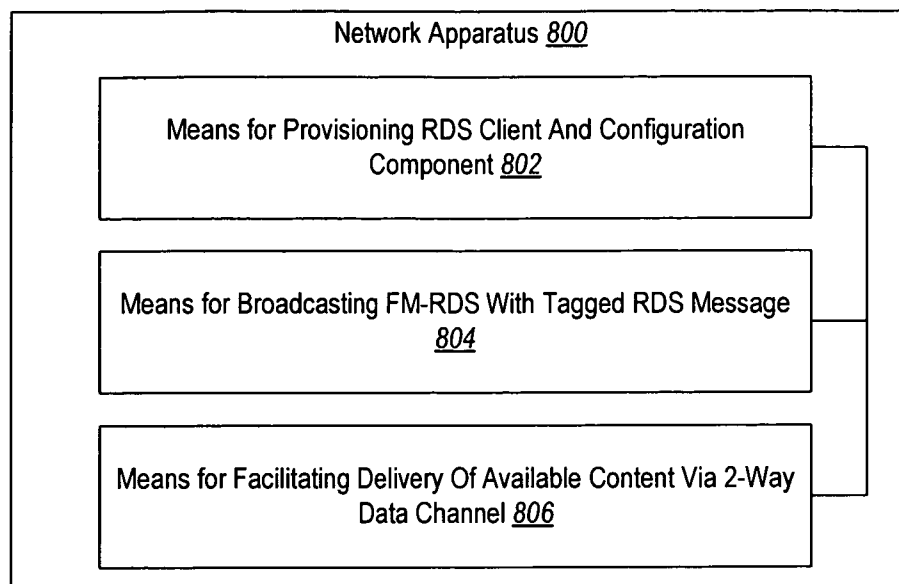 Network Apparatus 800
Means for Provisioning RDS Client And Configuration
Component 802
Means for Broadcasting FM-RDS With Tagged RDS Message
804
Means for Facilitating Delivery Of Available Content Via 2-Way
Data Channel 806